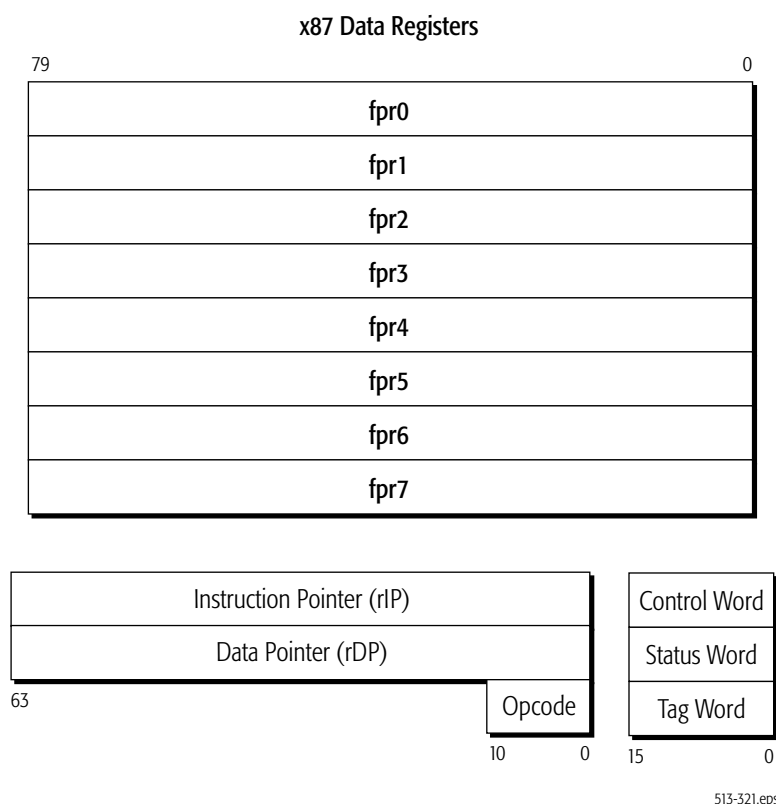 x87 Data Registers
79 0
fpr0
fpr1
fpr2
fpr3
fpr4
fpr5
fpr6
fpr7
Instruction Pointer (rIP) Control Word
Data Pointer (rDP) Status Word
63 Opcode Tag Word
10 0 15 0
513-321.eps